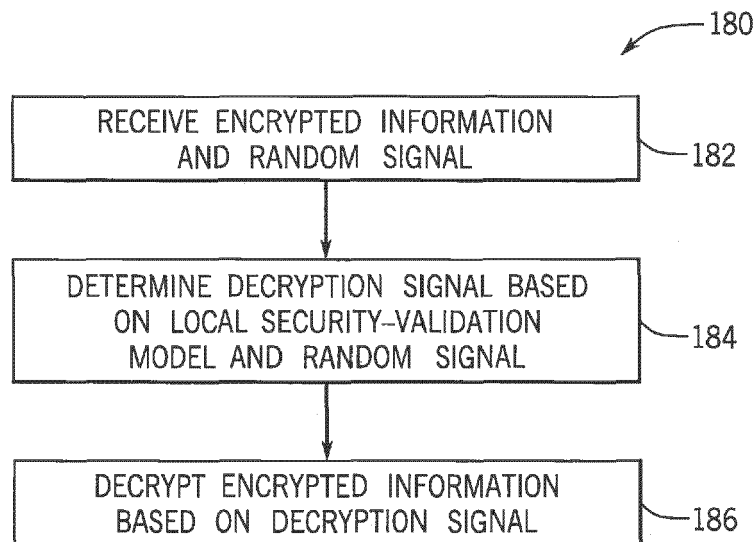 180
RECEIVE ENCRYPTED INFORMATION
AND RANDOM SIGNAL
182
DETERMINE DECRYPTION SIGNAL BASED
ON LOCAL SECURITY-VALIDATION
MODEL AND RANDOM SIGNAL
184
DECRYPT ENCRYPTED INFORMATION
BASED ON DECRYPTION SIGNAL
186